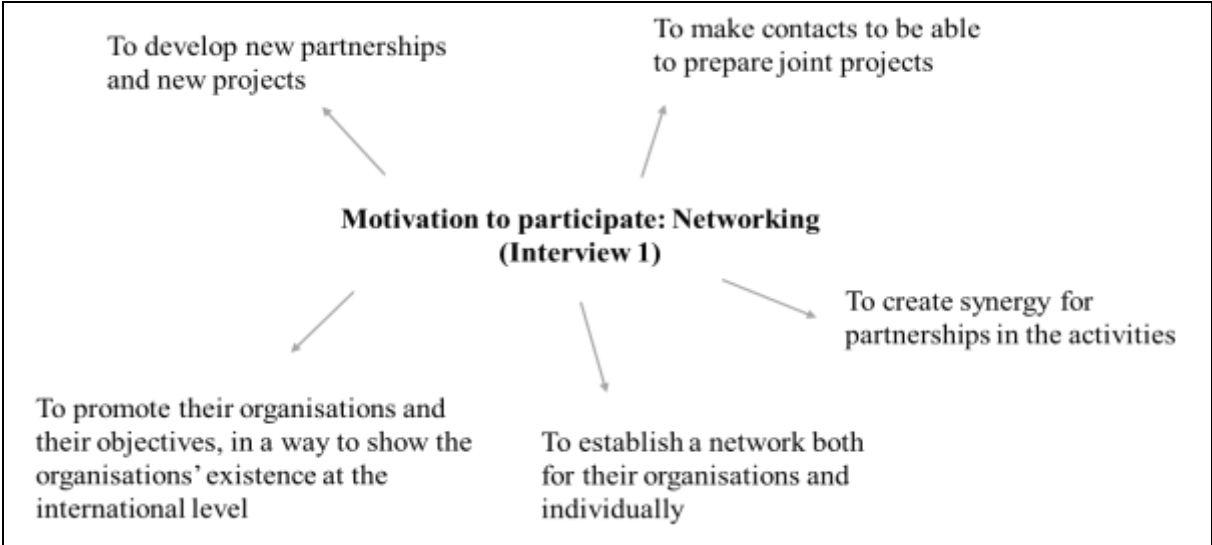 To develop new partnerships
and new projects
To make contacts to be able
to prepare joint projects
Motivation to participate: Networking
(Interview 1)
To create synergy for
partnerships in the activities
To promote their organisations and
their objectives, in a way to show the
organisations’ existence at the
international level
To establish a network both
for their organisations and
individually